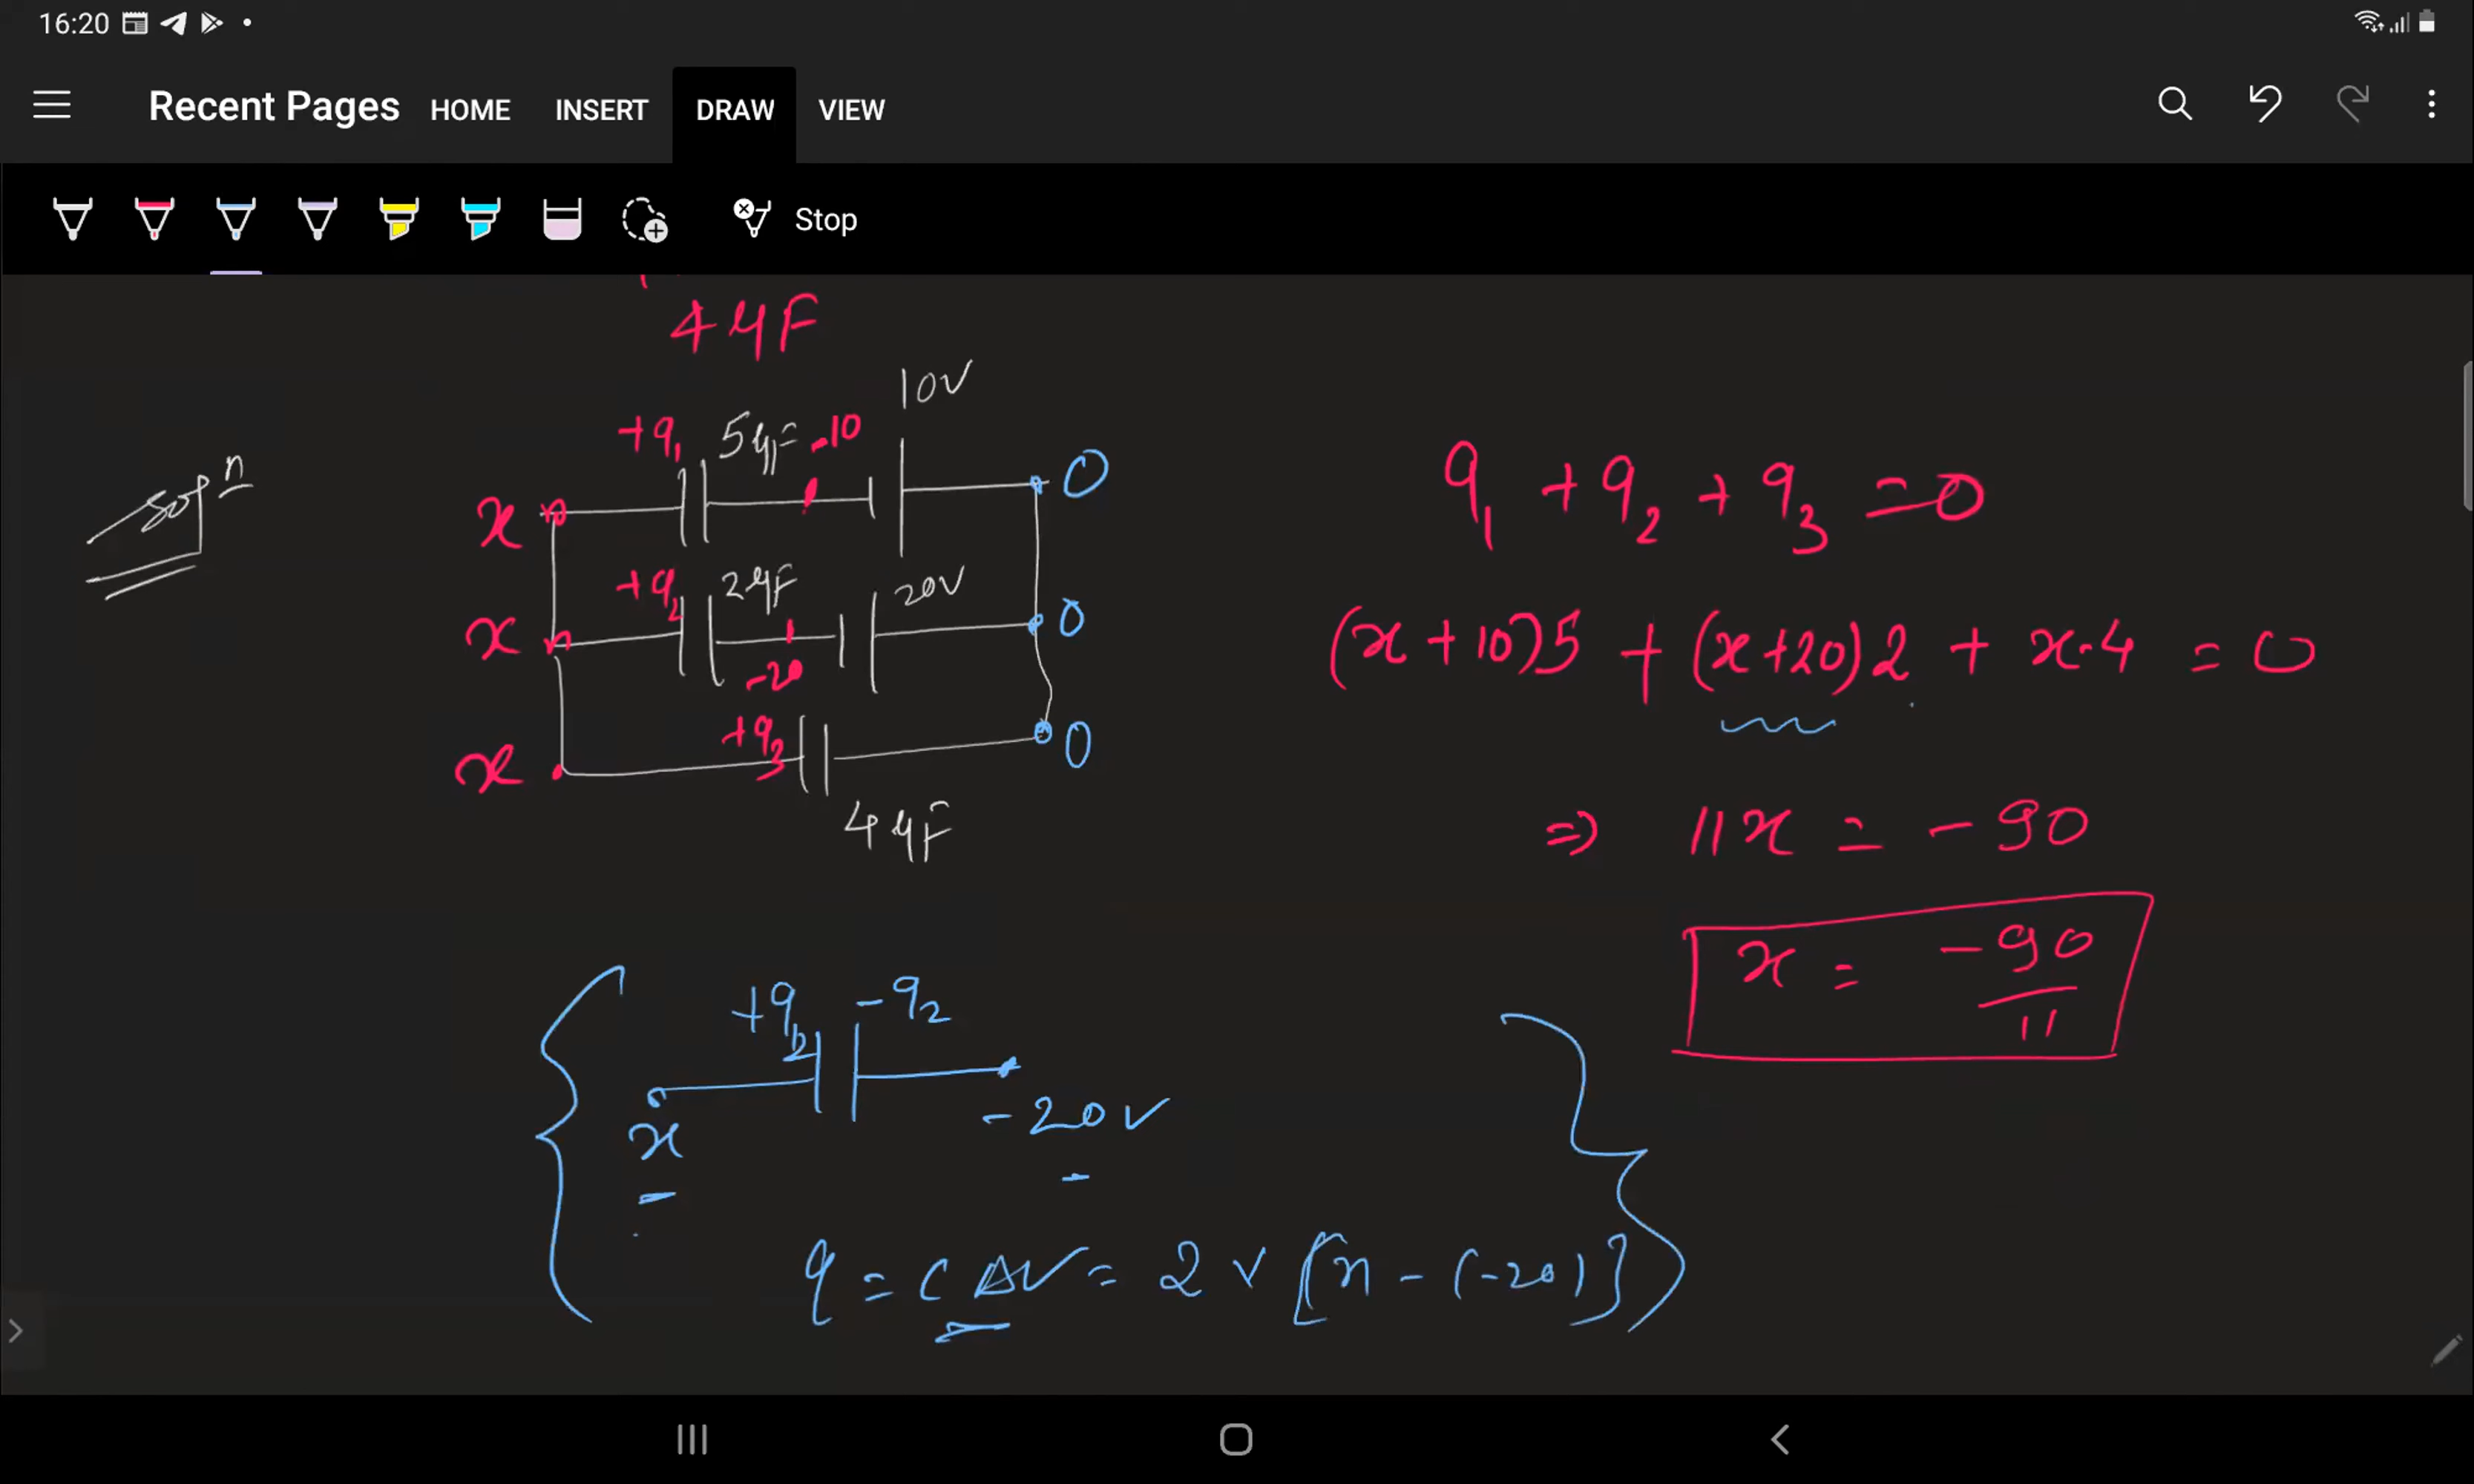 16:20
Recent Pages HOME INSERT DRAW VIEW
Stop
4 μF
10V
+q₁ 5μF -10
soln
x 0
q₁ + q₂ + q₃ = 0
+q₂ 2μF 20V
x 0
-20
(x+10)5 + (x+20)2 + x·4 = 0
+q₃
x 0
4μF
⇒ 11x = -90
x = -90/11
+q₂ -q₂
x -20V
q = CΔV = 2 × [x - (-20)]